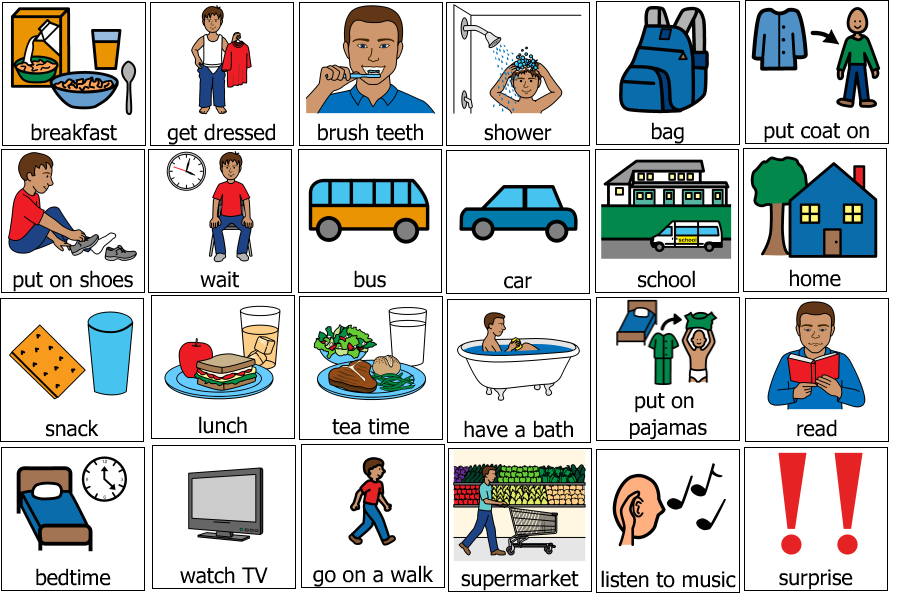 breakfast
get dressed
brush teeth
shower
bag
put coat on
put on shoes
wait
bus
car
school
school
home
snack
lunch
tea time
have a bath
put on
pajamas
read
bedtime
watch TV
go on a walk
supermarket
listen to music
surprise